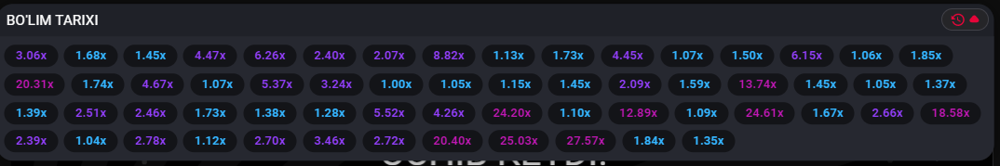 BO'LIM TARIXI
3.06x 1.68x 1.45x 4.47x 6.26x 2.40x 2.07x 8.82x 1.13x 1.73x 4.45x 1.07x 1.50x 6.15x 1.06x 1.85x
20.31x 1.74x 4.67x 1.07x 5.37x 3.24x 1.00x 1.05x 1.15x 1.45x 2.09x 1.59x 13.74x 1.45x 1.05x 1.37x
1.39x 2.51x 2.46x 1.73x 1.38x 1.28x 5.52x 4.26x 24.20x 1.10x 12.89x 1.09x 24.61x 1.67x 2.66x 18.58x
2.39x 1.04x 2.78x 1.12x 2.70x 3.46x 2.72x 20.40x 25.03x 27.57x 1.84x 1.35x